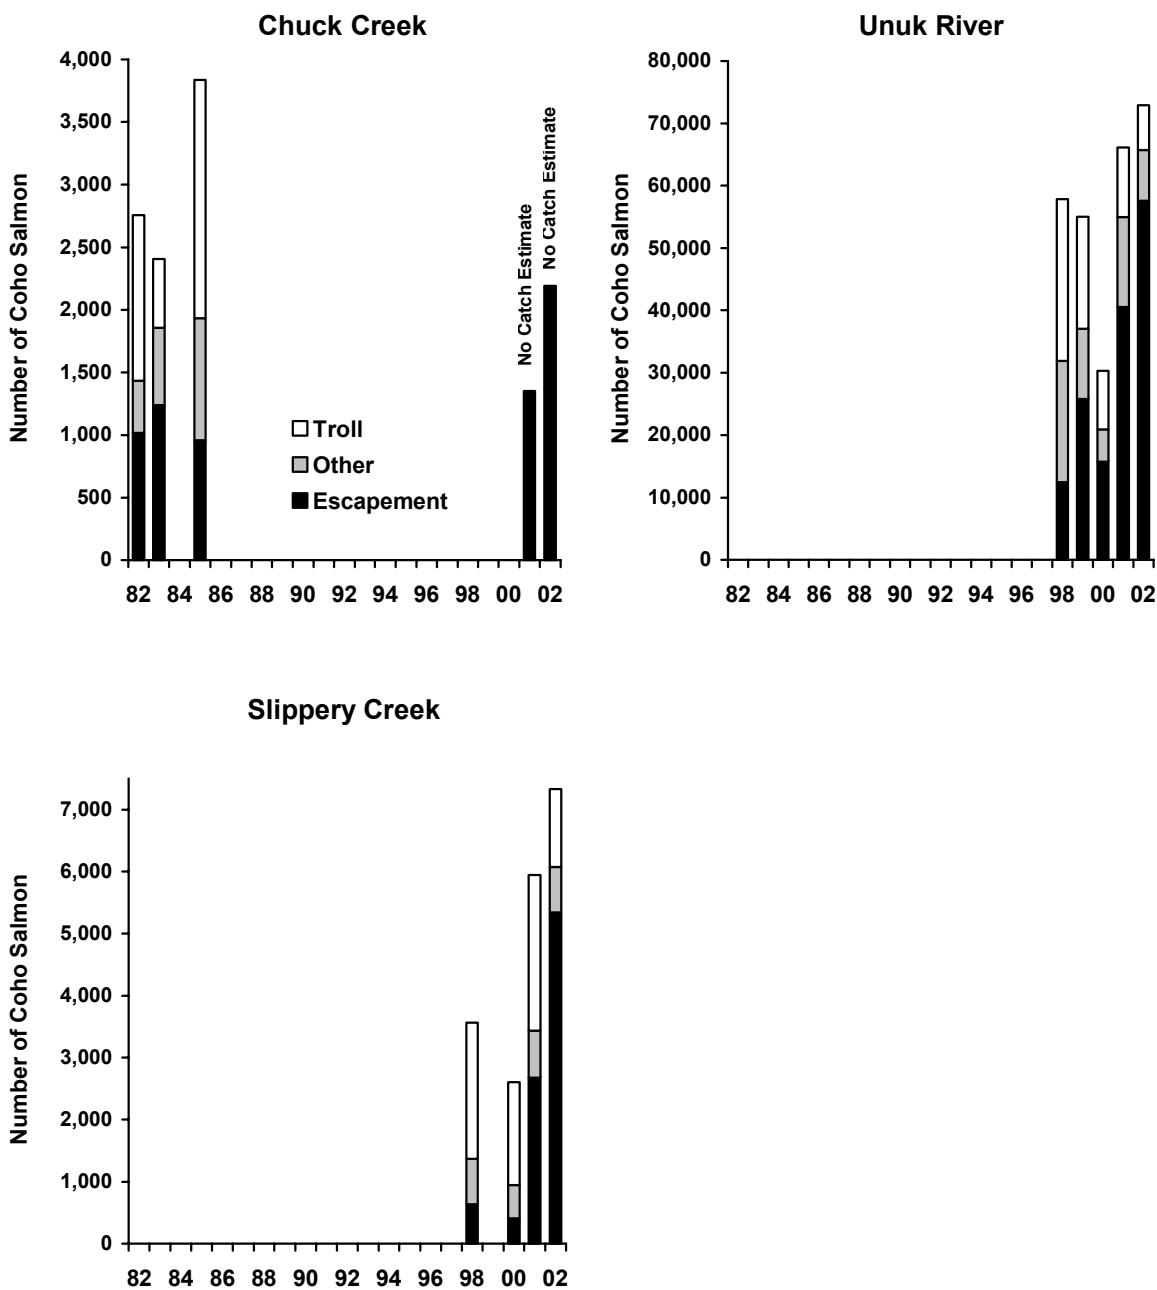 Chuck Creek
Number of Coho Salmon
4,000
3,500
3,000
2,500
2,000
1,500
1,000
500
0
No Catch Estimate
No Catch Estimate
Troll
Other
Escapement
82 84 86 88 90 92 94 96 98 00 02
Unuk River
Number of Coho Salmon
80,000
70,000
60,000
50,000
40,000
30,000
20,000
10,000
0
82 84 86 88 90 92 94 96 98 00 02
Slippery Creek
Number of Coho Salmon
7,000
6,000
5,000
4,000
3,000
2,000
1,000
0
82 84 86 88 90 92 94 96 98 00 02